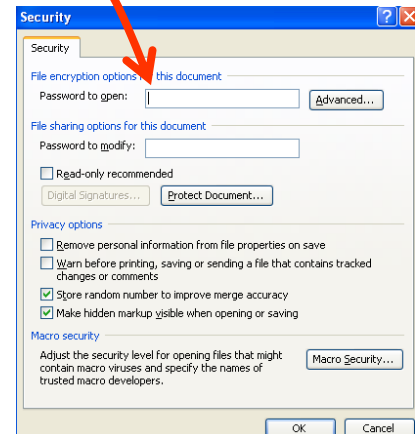 Security
Security
File encryption options for this document
Password to open:
Advanced...
File sharing options for this document
Password to modify:
Read-only recommended
Digital Signatures...
Protect Document...
Privacy options
Remove personal information from file properties on save
Warn before printing, saving or sending a file that contains tracked
changes or comments
Store random number to improve merge accuracy
Make hidden markup visible when opening or saving
Macro security
Adjust the security level for opening files that might
contain macro viruses and specify the names of
trusted macro developers.
Macro Security...
OK
Cancel